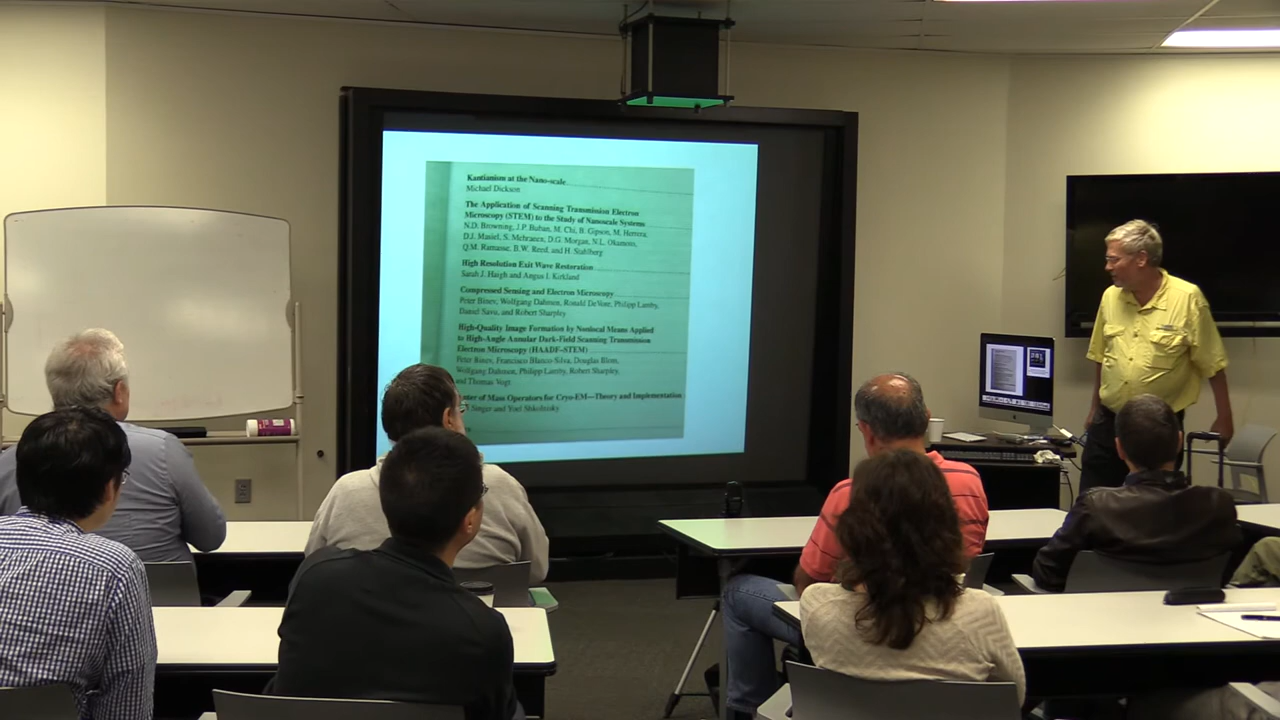 Kantianism at the Nano-scale
Michael Dickson
The Application of Scanning Transmission Electron
Microscopy (STEM) to the Study of Nanoscale Systems
N.D. Browning, J.P. Buban, M. Chi, B. Gipson, M. Herrera,
D.J. Masiel, S. Mehraeen, D.G. Morgan, N.L. Okamoto,
Q.M. Ramasse, B.W. Reed, and H. Stahlberg
High Resolution Exit Wave Restoration
Sarah J. Haigh and Angus I. Kirkland
Compressed Sensing and Electron Microscopy
Peter Binev, Wolfgang Dahmen, Ronald DeVore, Philipp Lamby,
Daniel Savu, and Robert Sharpley
High-Quality Image Formation by Nonlocal Means Applied
to High-Angle Annular Dark-Field Scanning Transmission
Electron Microscopy (HAADF–STEM)
Peter Binev, Francisco Blanco-Silva, Douglas Blom,
Wolfgang Dahmen, Philipp Lamby, Robert Sharpley,
and Thomas Vogt
of Mass Operators for Cryo-EM—Theory and Implementation
Singer and Yoel Shkolnisky